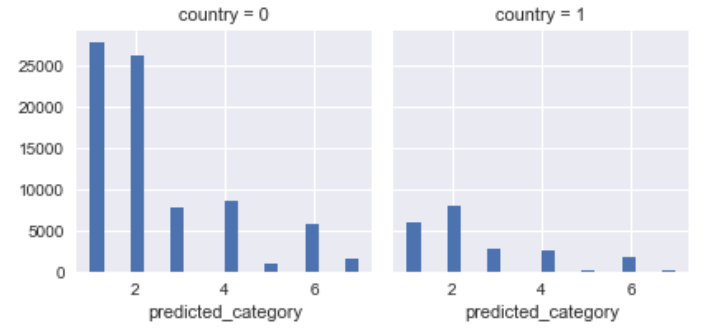 country = 0
country = 1
25000
20000
15000
10000
5000
0
2 4 6
2 4 6
predicted_category
predicted_category